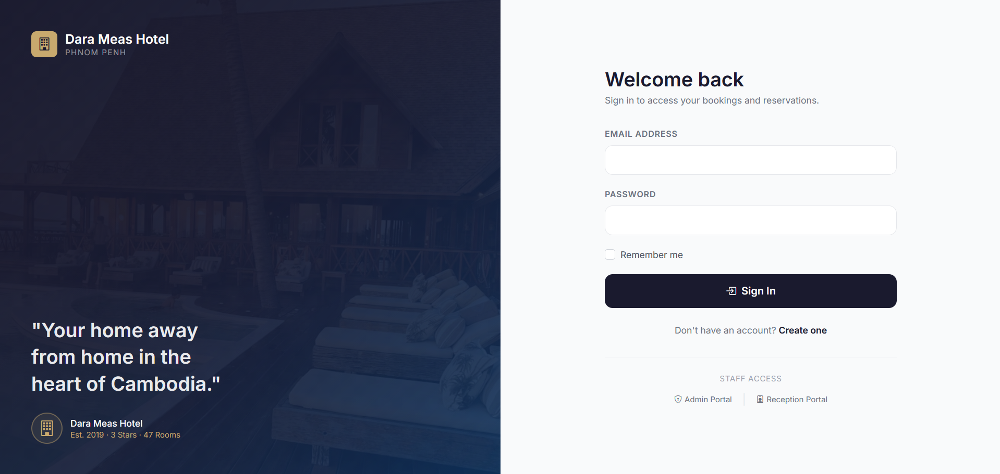 Dara Meas Hotel
PHNOM PENH
"Your home away
from home in the
heart of Cambodia."
Dara Meas Hotel
Est. 2019 · 3 Stars · 47 Rooms
Welcome back
Sign in to access your bookings and reservations.
EMAIL ADDRESS
PASSWORD
Remember me
Sign In
Don't have an account? Create one
STAFF ACCESS
Admin Portal
Reception Portal